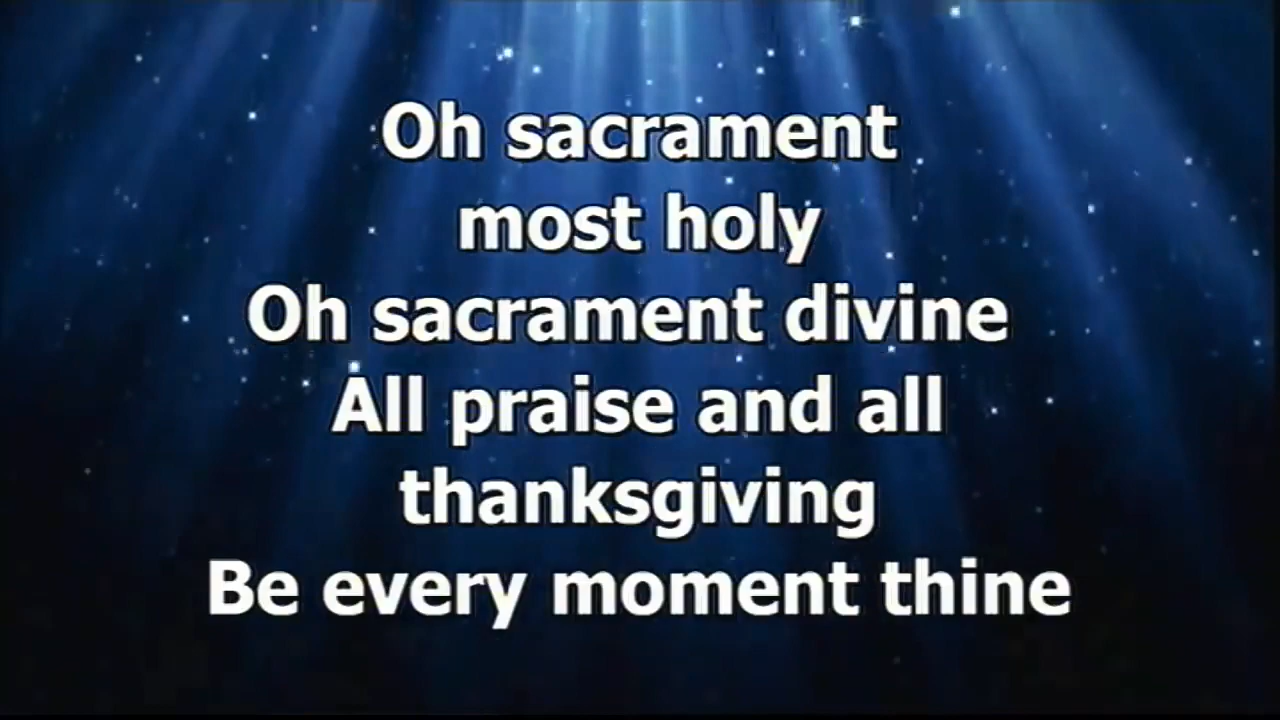 Oh sacrament
most holy
Oh sacrament divine
All praise and all
thanksgiving
Be every moment thine